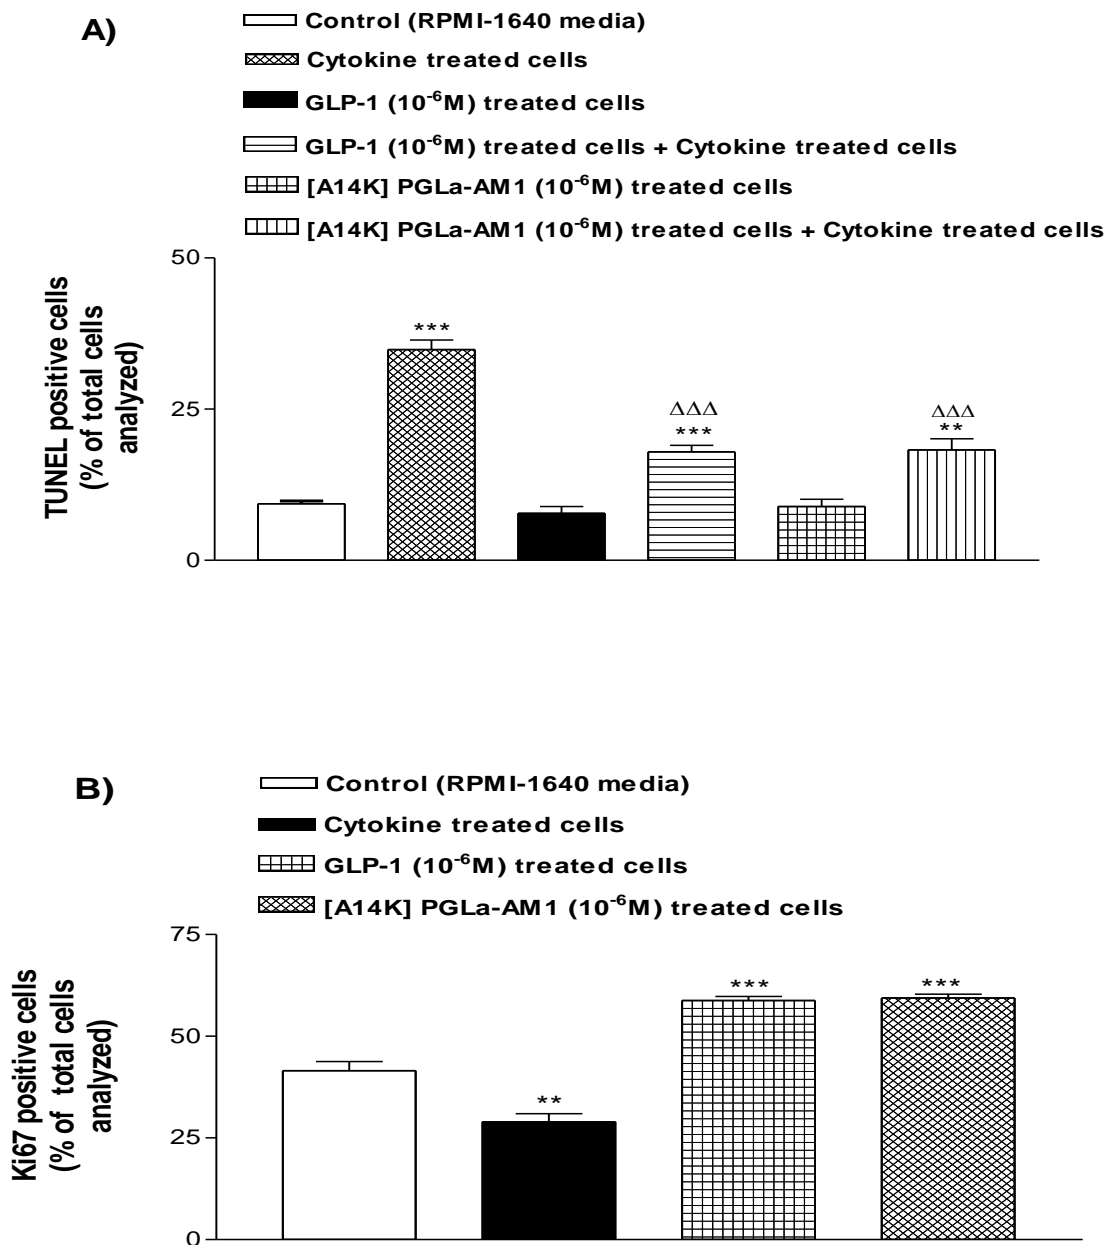 A)
Control (RPMI-1640 media)
Cytokine treated cells
GLP-1 (10⁻⁶M) treated cells
GLP-1 (10⁻⁶M) treated cells + Cytokine treated cells
[A14K] PGLa-AM1 (10⁻⁶M) treated cells
[A14K] PGLa-AM1 (10⁻⁶M) treated cells + Cytokine treated cells
TUNEL positive cells
(% of total cells
analyzed)
50
25
0
***
ΔΔΔ
***
ΔΔΔ
**
B)
Control (RPMI-1640 media)
Cytokine treated cells
GLP-1 (10⁻⁶M) treated cells
[A14K] PGLa-AM1 (10⁻⁶M) treated cells
Ki67 positive cells
(% of total cells
analyzed)
75
50
25
0
**
***
***